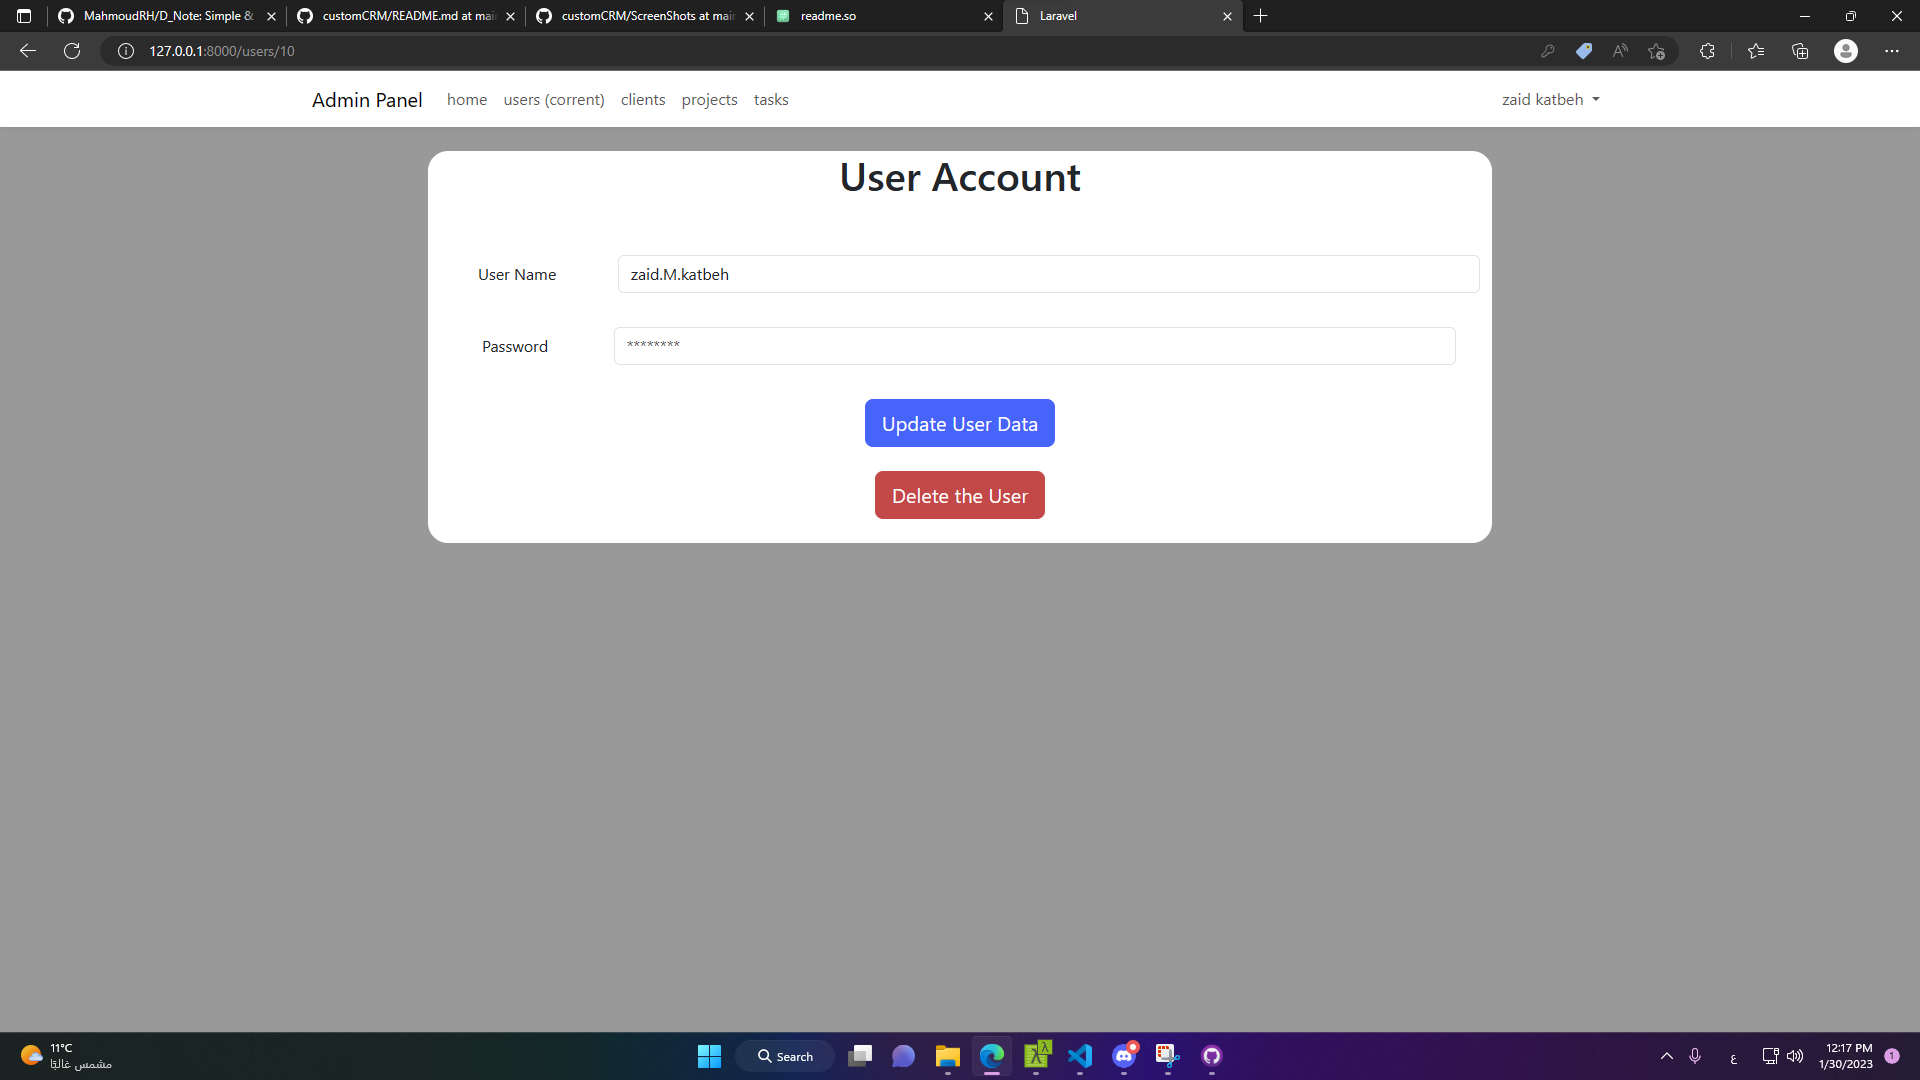 MahmoudRH/D_Note: Simple &
customCRM/README.md at mai
customCRM/ScreenShots at mai
readme.so
Laravel
127.0.0.1:8000/users/10
Admin Panel home users (corrent) clients projects tasks zaid katbeh
User Account
User Name zaid.M.katbeh
Password ********
Update User Data
Delete the User
11°C
مشمس غالبًا
Search
ع
12:17 PM
1/30/2023
1